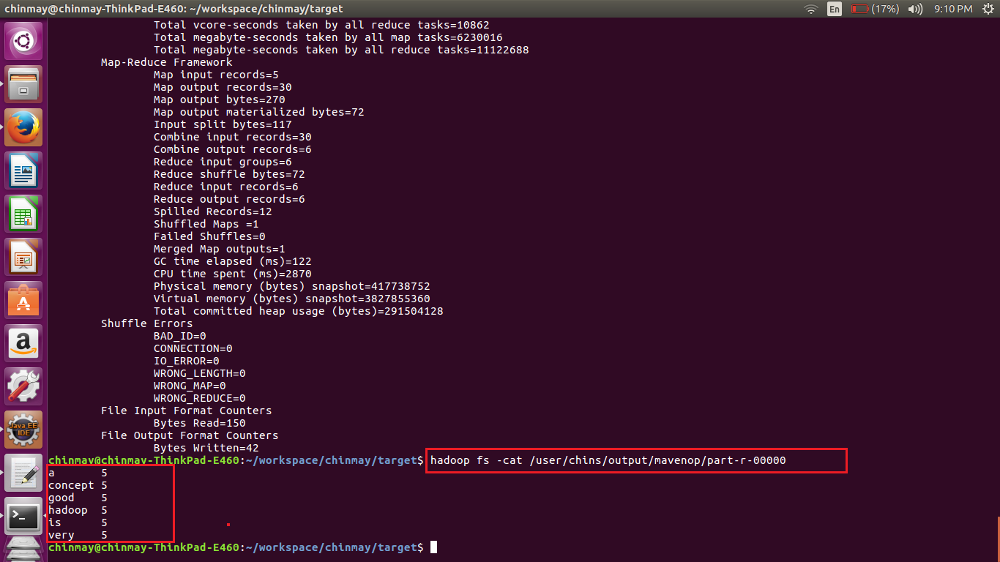 chinmay@chinmay-ThinkPad-E460: ~/workspace/chinmay/target
En (17%) 9:10 PM
Total vcore-seconds taken by all reduce tasks=10862
Total megabyte-seconds taken by all map tasks=6230016
Total megabyte-seconds taken by all reduce tasks=11122688
Map-Reduce Framework
Map input records=5
Map output records=30
Map output bytes=270
Map output materialized bytes=72
Input split bytes=117
Combine input records=30
Combine output records=6
Reduce input groups=6
Reduce shuffle bytes=72
Reduce input records=6
Reduce output records=6
Spilled Records=12
Shuffled Maps =1
Failed Shuffles=0
Merged Map outputs=1
GC time elapsed (ms)=122
CPU time spent (ms)=2870
Physical memory (bytes) snapshot=417738752
Virtual memory (bytes) snapshot=3827855360
Total committed heap usage (bytes)=291504128
Shuffle Errors
BAD_ID=0
CONNECTION=0
IO_ERROR=0
WRONG_LENGTH=0
WRONG_MAP=0
WRONG_REDUCE=0
File Input Format Counters
Bytes Read=150
File Output Format Counters
Bytes Written=42
chinmay@chinmay-ThinkPad-E460:~/workspace/chinmay/target$ hadoop fs -cat /user/chins/output/mavenop/part-r-00000
a 5
concept 5
good 5
hadoop 5
is 5
very 5
chinmay@chinmay-ThinkPad-E460:~/workspace/chinmay/target$
Java EE
IDE